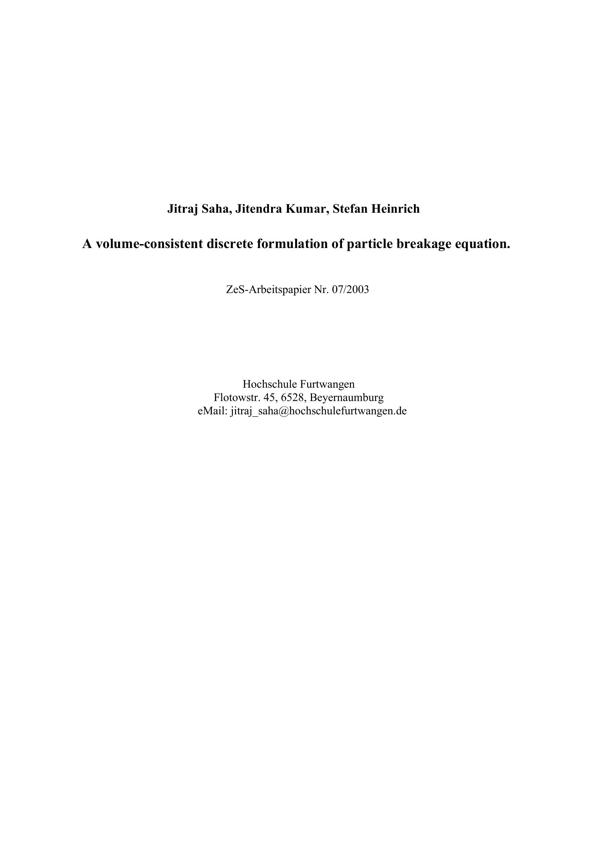 Jitraj Saha, Jitendra Kumar, Stefan Heinrich
A volume-consistent discrete formulation of particle breakage equation.
ZeS-Arbeitspapier Nr. 07/2003
Hochschule Furtwangen
Flotowstr. 45, 6528, Beyernaumburg
eMail: jitraj_saha@hochschulefurtwangen.de